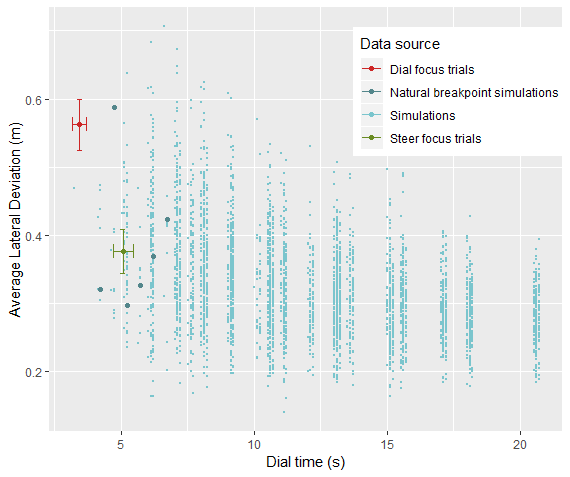 Data source
Dial focus trials
Natural breakpoint simulations
Simulations
Steer focus trials
Average Lateral Deviation (m)
0.6
0.4
0.2
5 10 15 20
Dial time (s)